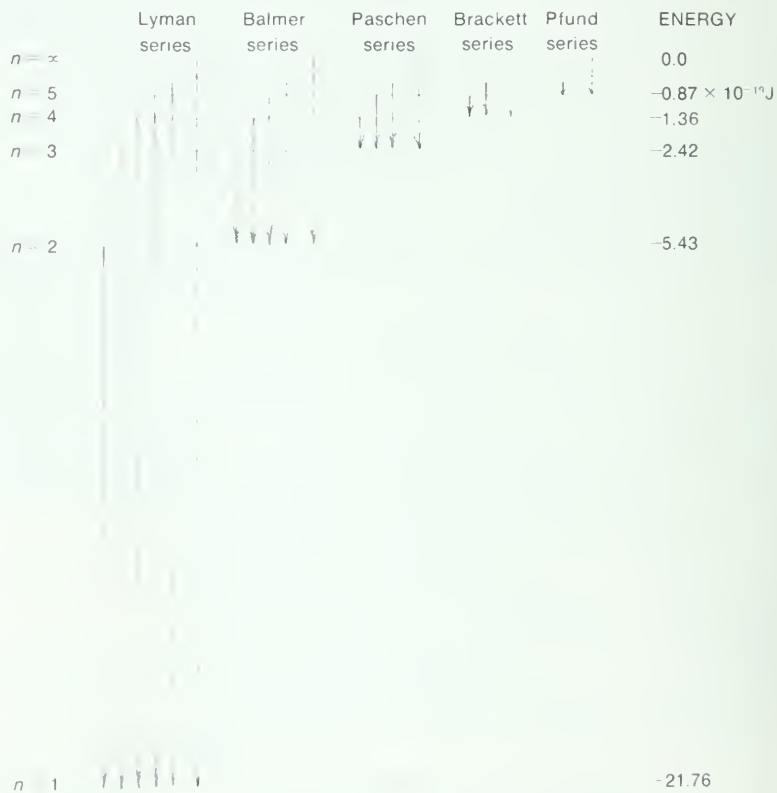 Lyman Balmer Paschen Brackett Pfund ENERGY
series series series series series
n = ∝ 0.0
n = 5 -0.87 × 10⁻¹⁹J
n = 4 -1.36
n = 3 -2.42
n = 2 -5.43
n 1 -21.76